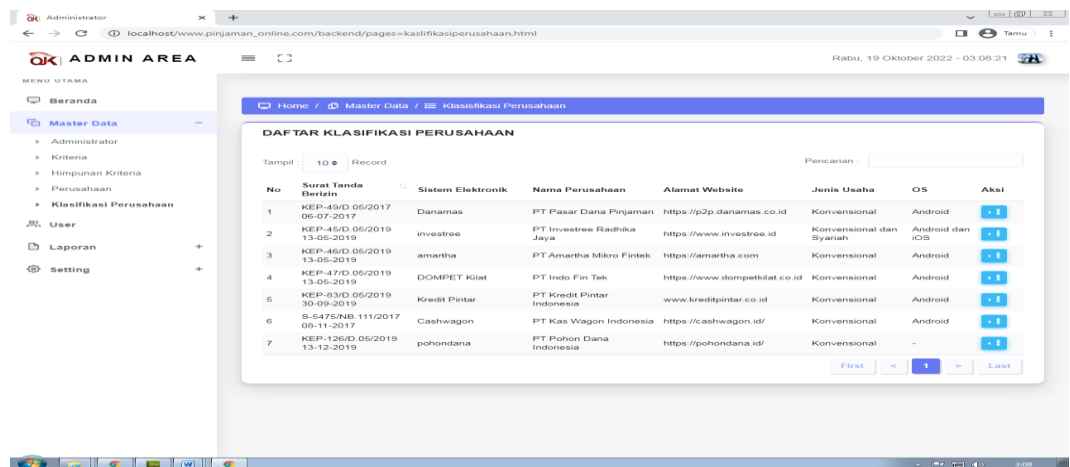 Administrator
localhost/www.pinjaman_online.com/backend/pages=kaslifikasiperusahaan.html
Tamu
ADMIN AREA
Rabu, 19 Oktober 2022 - 03:06:21
MENU UTAMA
Beranda
Master Data
Administrator
Kriteria
Himpunan Kriteria
Perusahaan
Klasifikasi Perusahaan
User
Laporan
Setting
Home / Master Data / Klasisfikasi Perusahaan
DAFTAR KLASIFIKASI PERUSAHAAN
Tampil : 10 Record Pencarian :
No Surat Tanda Berizin Sistem Elektronik Nama Perusahaan Alamat Website Jenis Usaha OS Aksi
1 KEP-49/D.05/2017 06-07-2017 Danamas PT Pasar Dana Pinjaman https://p2p.danamas.co.id Konvensional Android
2 KEP-45/D.05/2019 13-05-2019 investree PT Investree Radhika Jaya https://www.investree.id Konvensional dan Syariah Android dan iOS
3 KEP-46/D.05/2019 13-05-2019 amartha PT Amartha Mikro Fintek https://amartha.com Konvensional Android
4 KEP-47/D.05/2019 13-05-2019 DOMPET Kilat PT Indo Fin Tek https://www.dompetkilat.co.id Konvensional Android
5 KEP-83/D.05/2019 30-09-2019 Kredit Pintar PT Kredit Pintar Indonesia www.kreditpintar.co.id Konvensional Android
6 S-5475/NB.111/2017 08-11-2017 Cashwagon PT Kas Wagon Indonesia https://cashwagon.id/ Konvensional Android
7 KEP-126/D.05/2019 13-12-2019 pohondana PT Pohon Dana Indonesia https://pohondana.id/ Konvensional -
First < 1 > Last
3:06